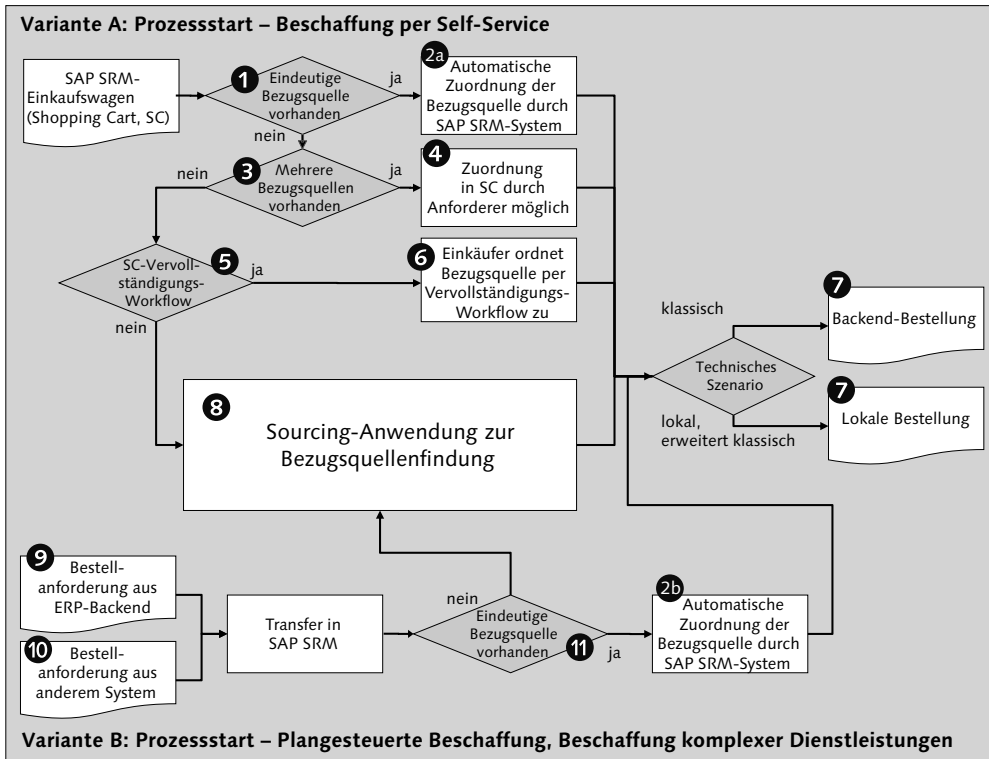 Variante A: Prozessstart – Beschaffung per Self-Service
SAP SRM-
Einkaufswagen
(Shopping Cart, SC)
1
Eindeutige
Bezugsquelle
vorhanden
ja
nein
2a
Automatische
Zuordnung der
Bezugsquelle durch
SAP SRM-System
3
Mehrere
Bezugsquellen
vorhanden
nein
ja
4
Zuordnung
in SC durch
Anforderer möglich
5
SC-Vervoll-
ständigungs-
Workflow
ja
nein
6
Einkäufer ordnet
Bezugsquelle per
Vervollständigungs-
Workflow zu
klassisch
7
Backend-Bestellung
Technisches
Szenario
lokal,
erweitert klassisch
7
Lokale Bestellung
8
Sourcing-Anwendung zur
Bezugsquellenfindung
9
Bestell-
anforderung aus
ERP-Backend
10
Bestell-
anforderung aus
anderem System
Transfer in
SAP SRM
nein
Eindeutige
Bezugsquelle
vorhanden
11
ja
2b
Automatische
Zuordnung der
Bezugsquelle durch
SAP SRM-System
Variante B: Prozessstart – Plangesteuerte Beschaffung, Beschaffung komplexer Dienstleistungen